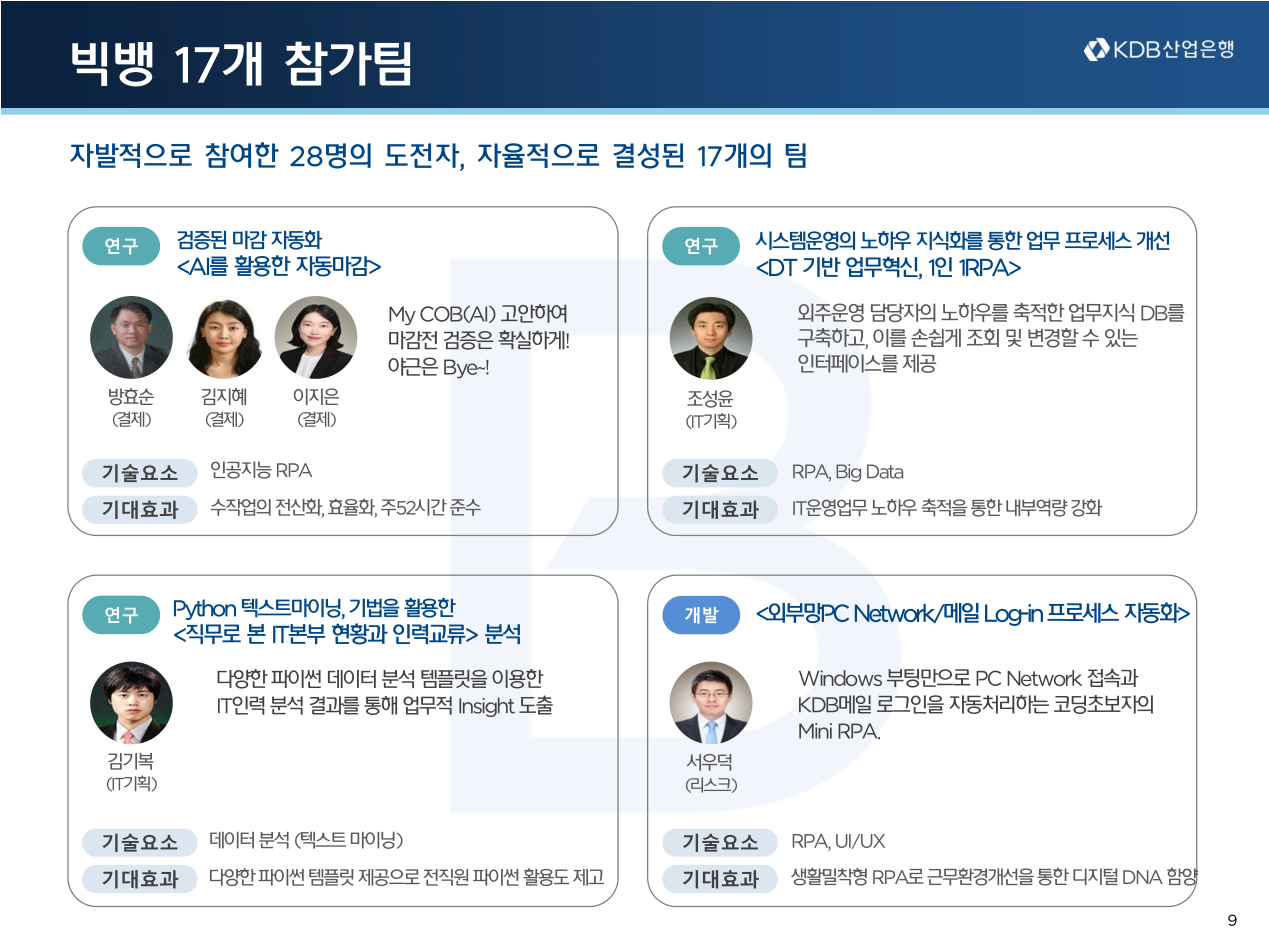 빅뱅 17개 참가팀
KDB산업은행
자발적으로 참여한 28명의 도전자, 자율적으로 결성된 17개의 팀
연구
검증된 마감 자동화
<AI를 활용한 자동마감>
My COB(AI) 고안하여
마감전 검증은 확실하게!
야근은 Bye~!
방효순
(결제)
김지혜
(결제)
이지은
(결제)
기술요소
인공지능 RPA
기대효과
수작업의 전산화, 효율화, 주52시간 준수
연구
시스템운영의 노하우 지식화를 통한 업무 프로세스 개선
<DT 기반 업무혁신, 1인 1RPA>
외주운영 담당자의 노하우를 축적한 업무지식 DB를
구축하고, 이를 손쉽게 조회 및 변경할 수 있는
인터페이스를 제공
조성윤
(IT기획)
기술요소
RPA, Big Data
기대효과
IT운영업무 노하우 축적을 통한 내부역량 강화
연구
Python 텍스트마이닝, 기법을 활용한
<직무로 본 IT본부 현황과 인력교류> 분석
다양한 파이썬 데이터 분석 템플릿을 이용한
IT인력 분석 결과를 통해 업무적 Insight 도출
김기복
(IT기획)
기술요소
데이터 분석 (텍스트 마이닝)
기대효과
다양한 파이썬 템플릿 제공으로 전직원 파이썬 활용도 제고
개발
<외부망PC Network/메일 Log-in 프로세스 자동화>
Windows 부팅만으로 PC Network 접속과
KDB메일 로그인을 자동처리하는 코딩초보자의
Mini RPA.
서우덕
(리스크)
기술요소
RPA, UI/UX
기대효과
생활밀착형 RPA로 근무환경개선을 통한 디지털 DNA 함양
9